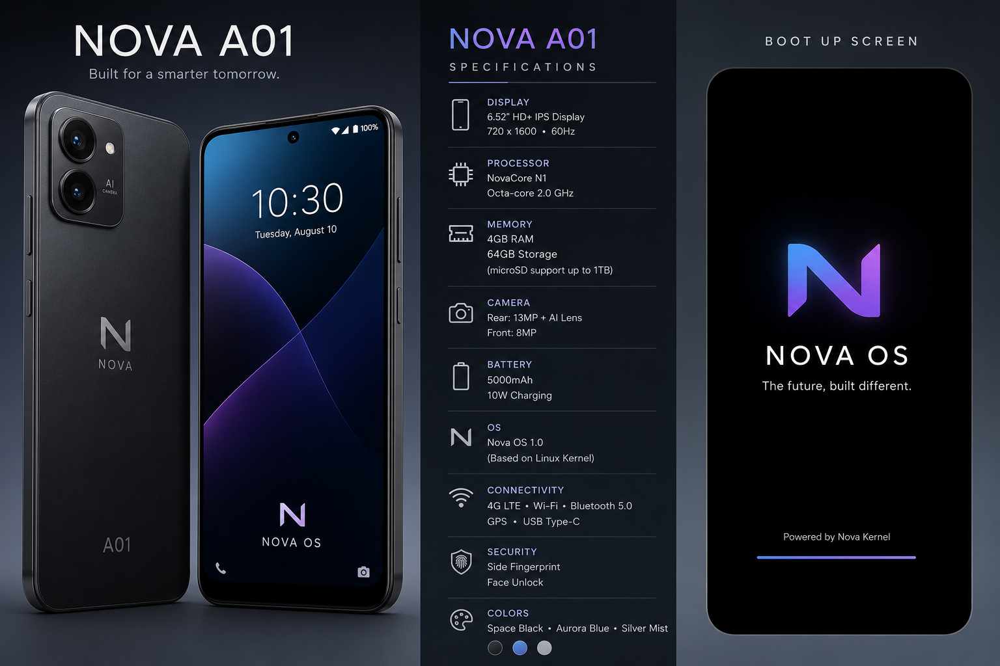 NOVA A01
Built for a smarter tomorrow.
AI
CAMERA
N
NOVA
A01
100%
10:30
Tuesday, August 10
N
NOVA OS
NOVA A01
SPECIFICATIONS
DISPLAY
6.52" HD+ IPS Display
720 x 1600 • 60Hz
PROCESSOR
NovaCore N1
Octa-core 2.0 GHz
MEMORY
4GB RAM
64GB Storage
(microSD support up to 1TB)
CAMERA
Rear: 13MP + AI Lens
Front: 8MP
BATTERY
5000mAh
10W Charging
N
OS
Nova OS 1.0
(Based on Linux Kernel)
CONNECTIVITY
4G LTE • Wi-Fi • Bluetooth 5.0
GPS • USB Type-C
SECURITY
Side Fingerprint
Face Unlock
COLORS
Space Black • Aurora Blue • Silver Mist
BOOT UP SCREEN
N
NOVA OS
The future, built different.
Powered by Nova Kernel